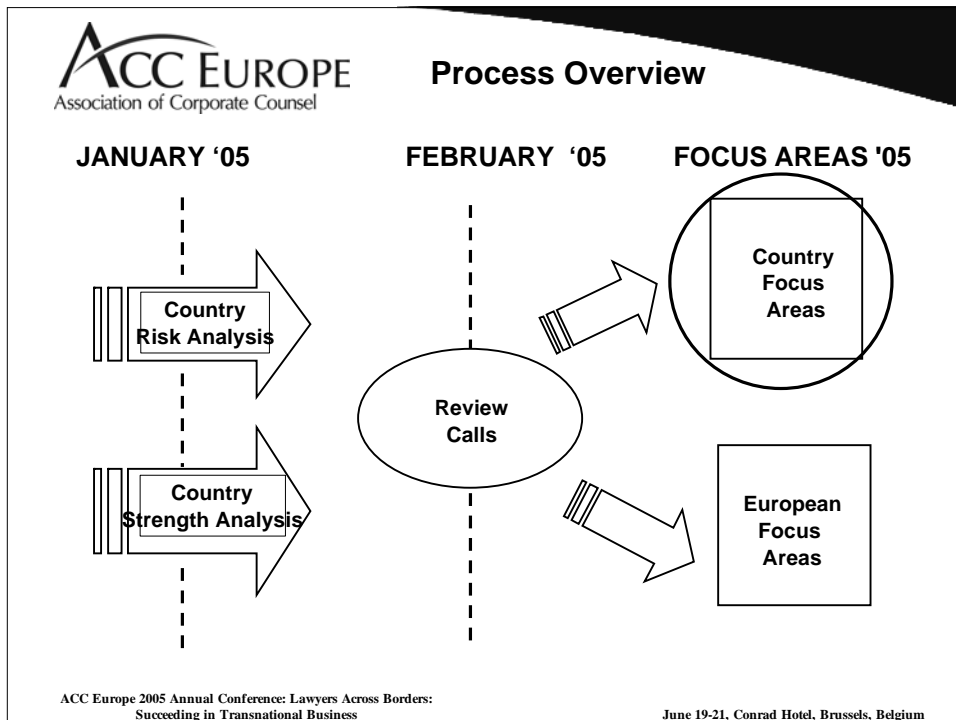 ACC EUROPE
Association of Corporate Counsel
Process Overview
JANUARY ‘05
FEBRUARY ‘05
FOCUS AREAS '05
Country
Risk Analysis
Country
Strength Analysis
Review
Calls
Country
Focus
Areas
European
Focus
Areas
ACC Europe 2005 Annual Conference: Lawyers Across Borders:
Succeeding in Transnational Business
June 19-21, Conrad Hotel, Brussels, Belgium